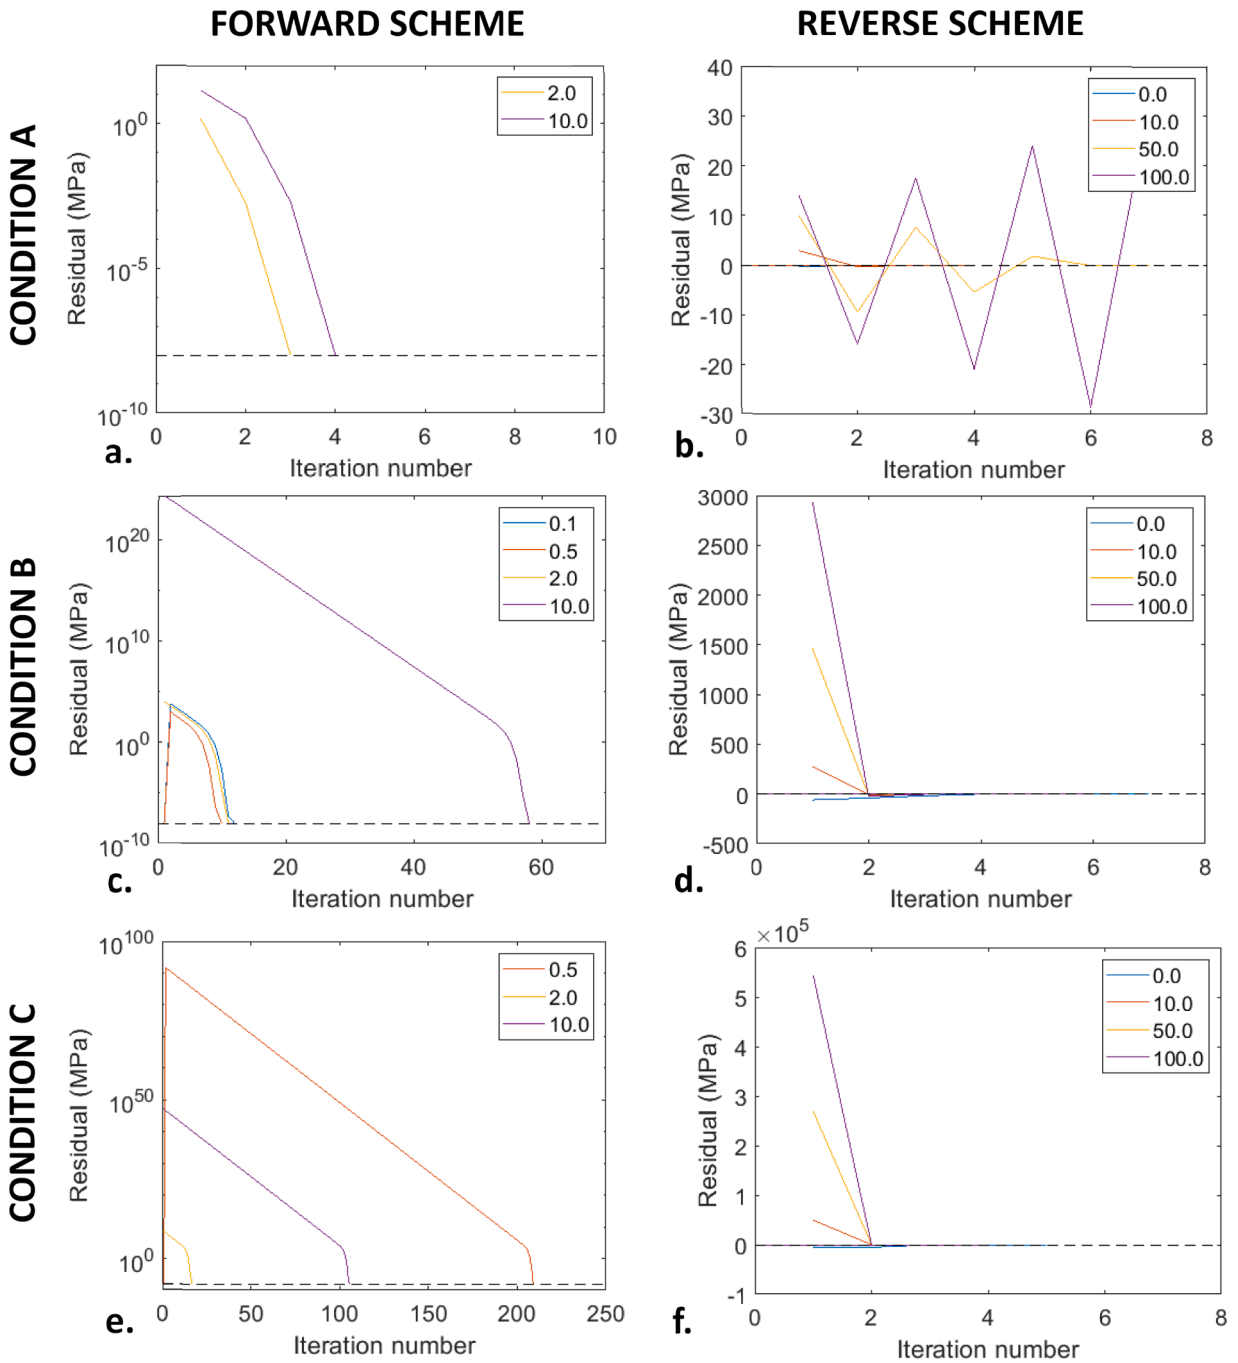 FORWARD SCHEME
REVERSE SCHEME
CONDITION A
Residual (MPa)
10^0
10^-5
10^-10
0 2 4 6 8 10
Iteration number
2.0
10.0
a.
Residual (MPa)
40
30
20
10
0
-10
-20
-30
0 2 4 6 8
Iteration number
0.0
10.0
50.0
100.0
b.
CONDITION B
Residual (MPa)
10^20
10^10
10^0
10^-10
0 20 40 60
Iteration number
0.1
0.5
2.0
10.0
c.
Residual (MPa)
3000
2500
2000
1500
1000
500
0
-500
0 2 4 6 8
Iteration number
0.0
10.0
50.0
100.0
d.
CONDITION C
Residual (MPa)
10^100
10^50
10^0
0 50 100 150 200 250
Iteration number
0.5
2.0
10.0
e.
Residual (MPa)
×10^5
6
5
4
3
2
1
0
-1
0 2 4 6 8
Iteration number
0.0
10.0
50.0
100.0
f.